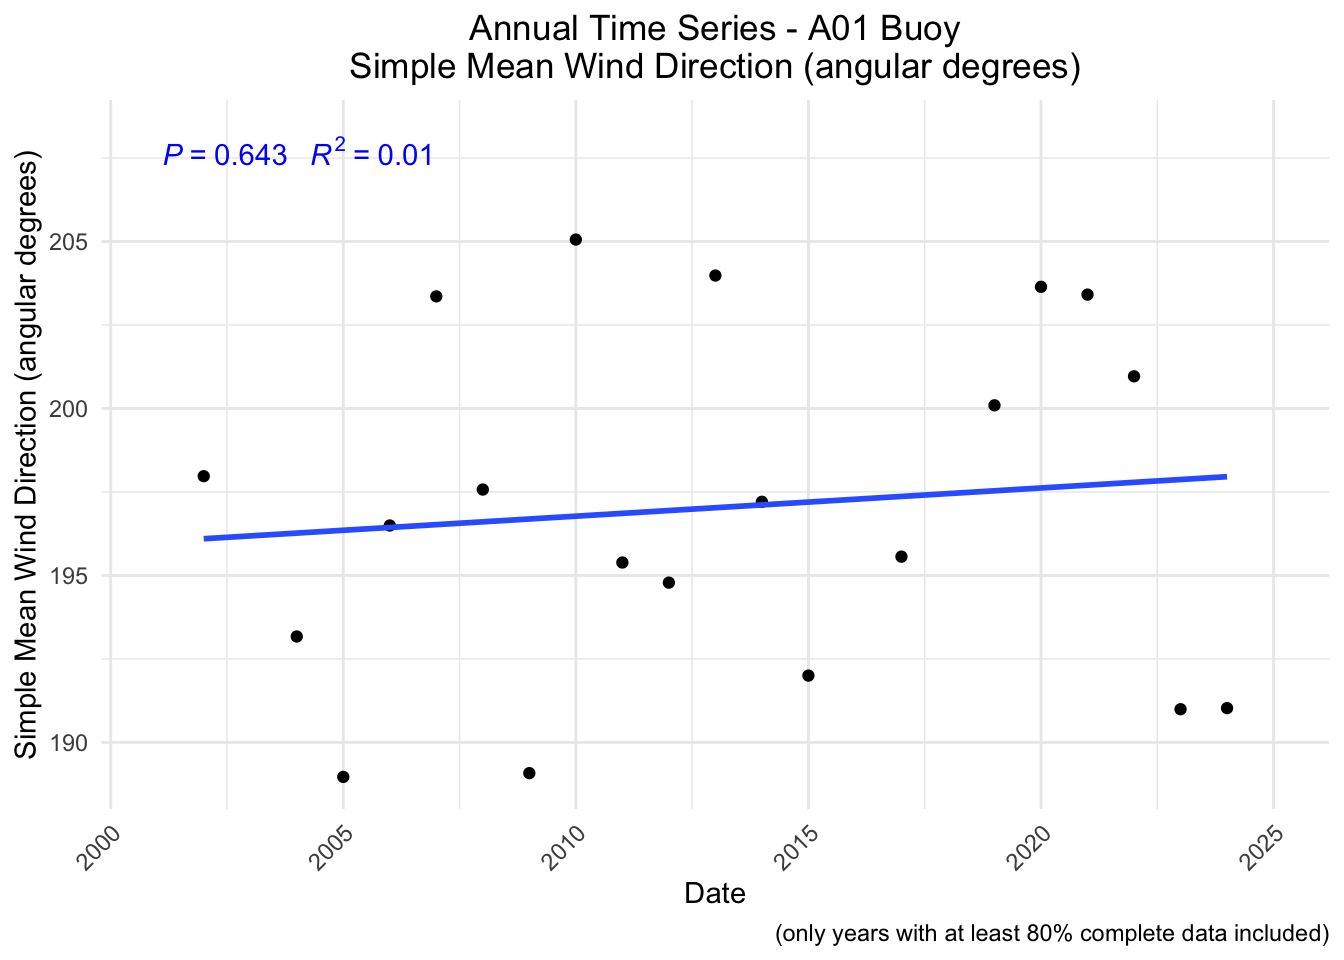 Annual Time Series - A01 Buoy
Simple Mean Wind Direction (angular degrees)
P = 0.643 R² = 0.01
Simple Mean Wind Direction (angular degrees)
205
200
195
190
2000
2005
2010
2015
2020
2025
Date
(only years with at least 80% complete data included)